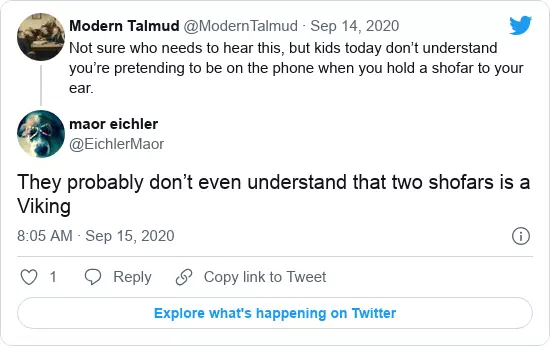 Modern Talmud @ModernTalmud · Sep 14, 2020
Not sure who needs to hear this, but kids today don’t understand
you’re pretending to be on the phone when you hold a shofar to your
ear.
maor eichler
@EichlerMaor
They probably don’t even understand that two shofars is a
Viking
8:05 AM · Sep 15, 2020
1 Reply Copy link to Tweet
Explore what's happening on Twitter